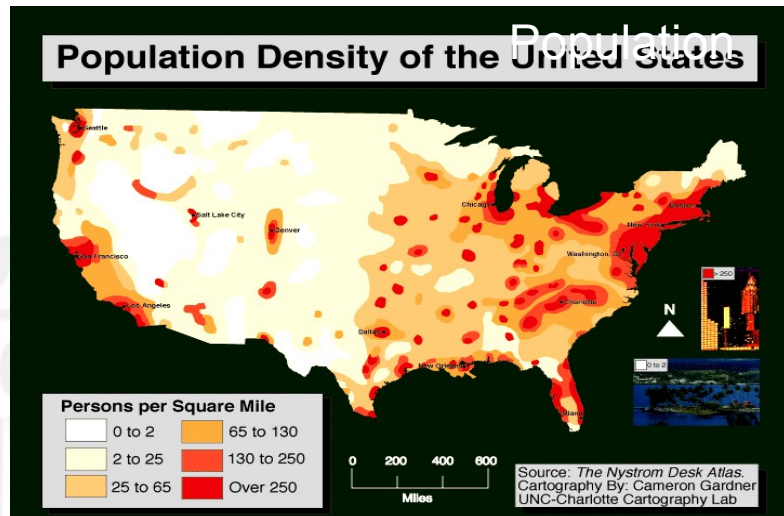 Population
Population Density of the United States
Seattle
Salt Lake City
Denver
San Francisco
Los Angeles
Chicago
Boston
New York
Washington, DC
Charlotte
Dallas
New Orleans
Miami
> 250
N
0 to 2
Persons per Square Mile
0 to 2
65 to 130
2 to 25
130 to 250
25 to 65
Over 250
0 200 400 600
Miles
Source: The Nystrom Desk Atlas.
Cartography By: Cameron Gardner
UNC-Charlotte Cartography Lab